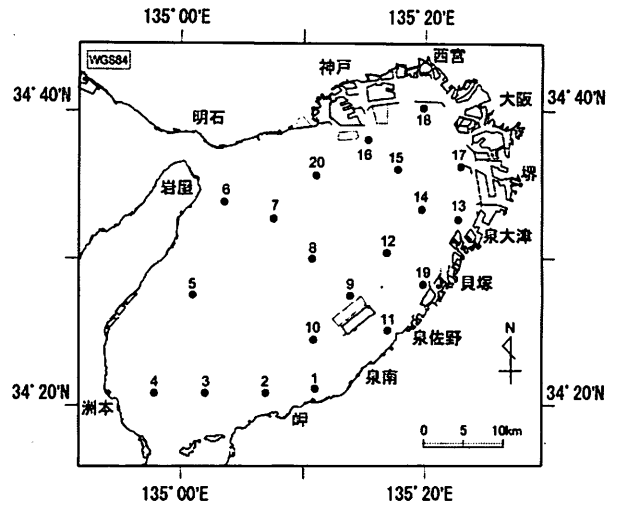 135° 00'E
135° 20'E
WGS84
西宮
神戸
34° 40'N
34° 40'N
大阪
明石
18
16
15
17
堺
20
岩屋
6
7
14
13
泉大津
8
12
19
貝塚
5
9
11
泉佐野
10
N
泉南
1
4
3
2
34° 20'N
34° 20'N
洲本
岬
0 5 10km
135° 00'E
135° 20'E